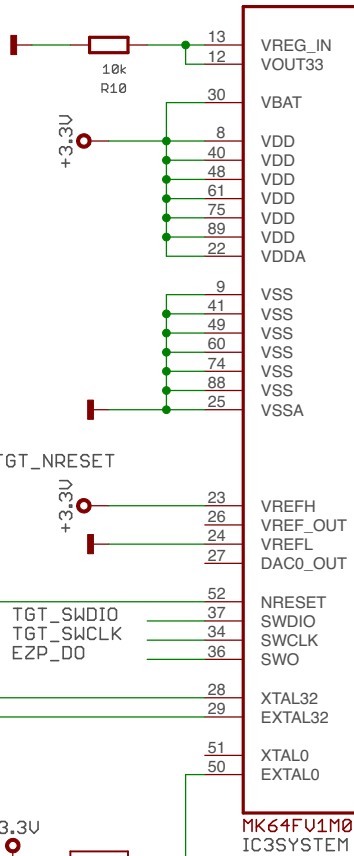 13 VREG_IN
12 VOUT33
10k
R10
30 VBAT
+3.3V
8 VDD
40 VDD
48 VDD
61 VDD
75 VDD
89 VDD
22 VDDA
9 VSS
41 VSS
49 VSS
60 VSS
74 VSS
88 VSS
25 VSSA
TGT_NRESET
+3.3V
23 VREFH
26 VREF_OUT
24 VREFL
27 DAC0_OUT
52 NRESET
TGT_SWDIO 37 SWDIO
TGT_SWCLK 34 SWCLK
EZP_DO 36 SWO
28 XTAL32
29 EXTAL32
51 XTAL0
50 EXTAL0
3.3V
MK64FV1M0
IC3SYSTEM